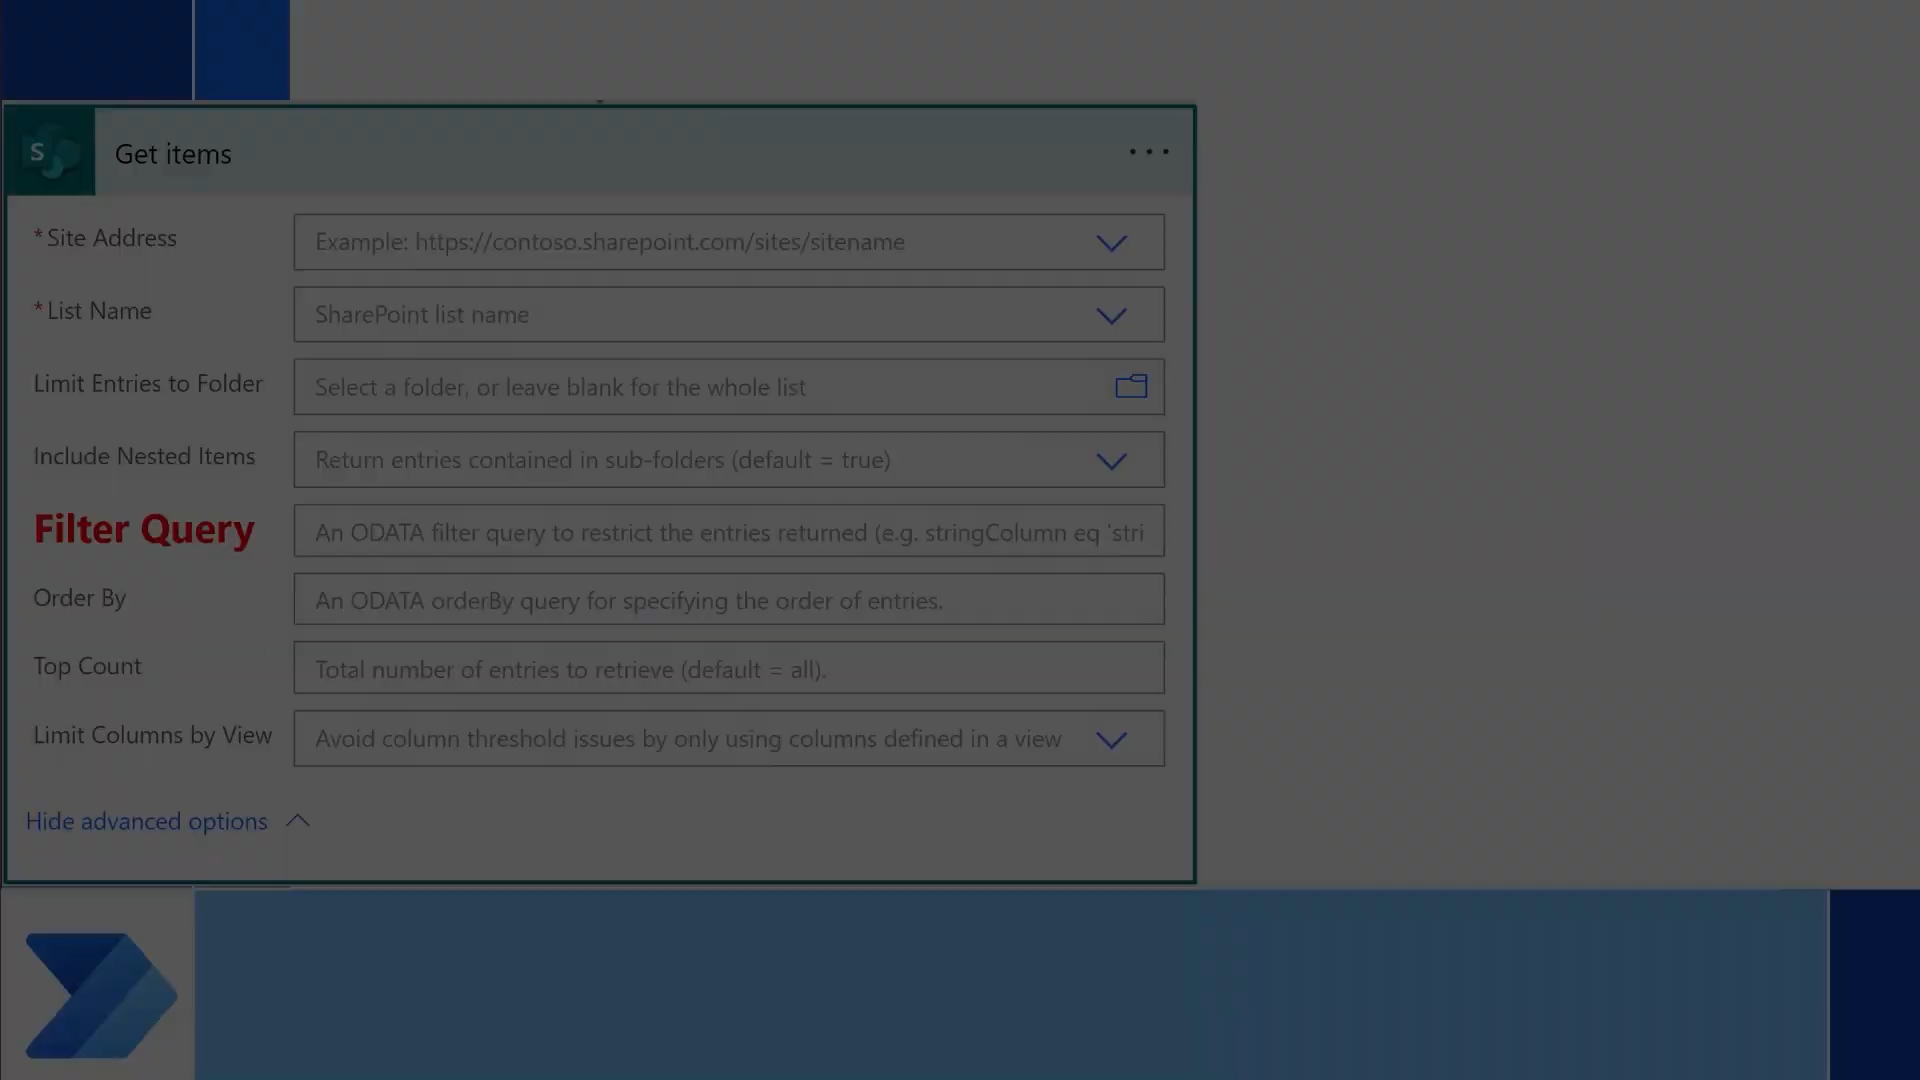 S
Get items
* Site Address
Example: https://contoso.sharepoint.com/sites/sitename
* List Name
SharePoint list name
Limit Entries to Folder
Select a folder, or leave blank for the whole list
Include Nested Items
Return entries contained in sub-folders (default = true)
Filter Query
An ODATA filter query to restrict the entries returned (e.g. stringColumn eq 'stri
Order By
An ODATA orderBy query for specifying the order of entries.
Top Count
Total number of entries to retrieve (default = all).
Limit Columns by View
Avoid column threshold issues by only using columns defined in a view
Hide advanced options